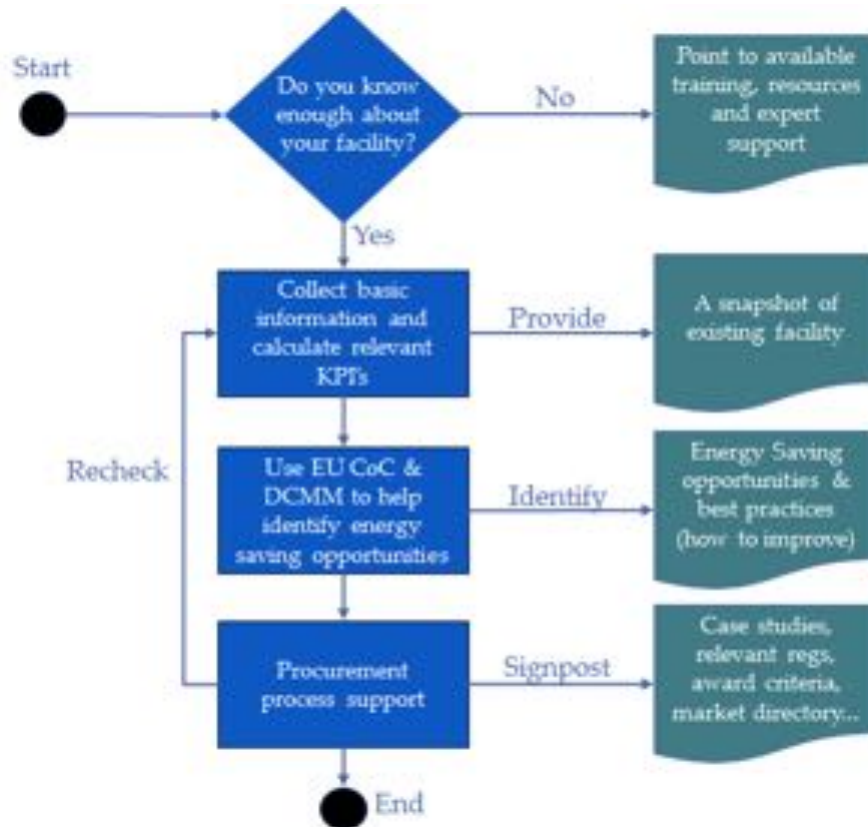 Start
Do you know
enough about
your facility?
No
Point to available
training, resources
and expert
support
Yes
Collect basic
information and
calculate relevant
KPI's
Provide
A snapshot of
existing facility
Recheck
Use EU CoC &
DCMM to help
identify energy
saving opportunities
Identify
Energy Saving
opportunities &
best practices
(how to improve)
Procurement
process support
Signpost
Case studies,
relevant regs,
award criteria,
market directory...
End